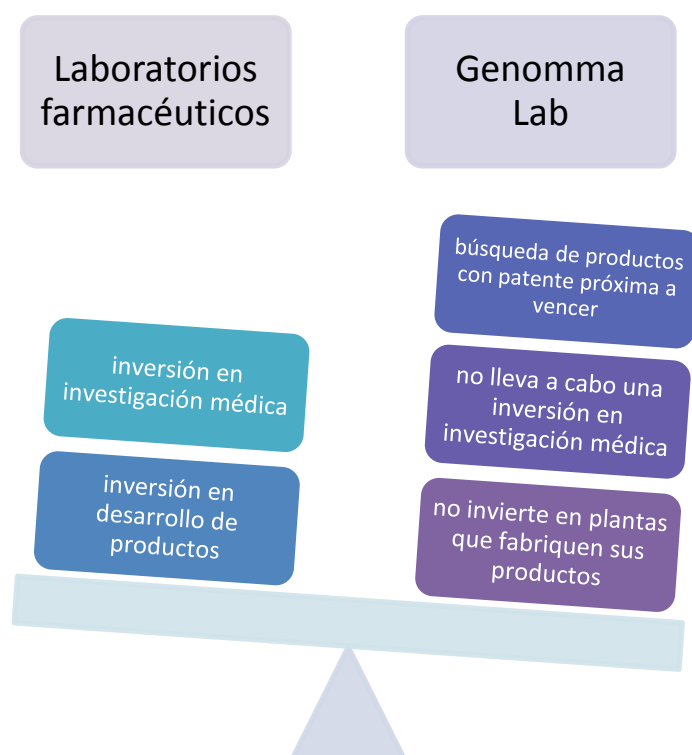 Laboratorios
farmacéuticos
Genomma
Lab
búsqueda de productos
con patente próxima a
vencer
inversión en
investigación médica
no lleva a cabo una
inversión en
investigación médica
inversión en
desarrollo de
productos
no invierte en plantas
que fabriquen sus
productos